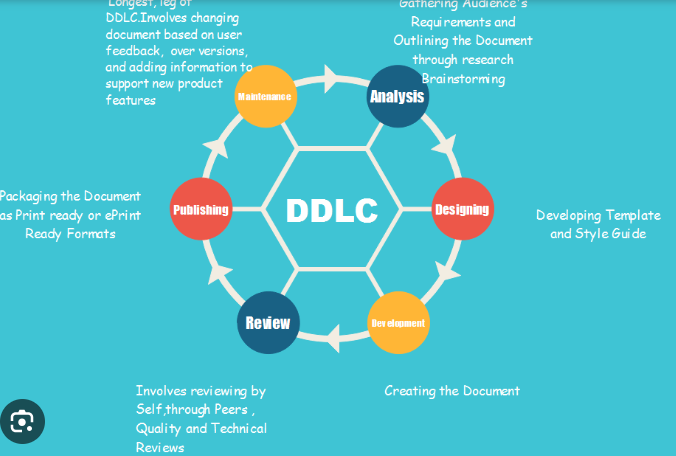 Longest, leg of
DDLC.Involves changing
document based on user
feedback, over versions,
and adding information to
support new product
features
Gathering Audience's
Requirements and
Outlining the Document
through research
Brainstorming
Maintenance
Analysis
Packaging the Document
as Print ready or ePrint
Ready Formats
Publishing
DDLC
Designing
Developing Template
and Style Guide
Review
Development
Involves reviewing by
Self,through Peers ,
Quality and Technical
Reviews
Creating the Document